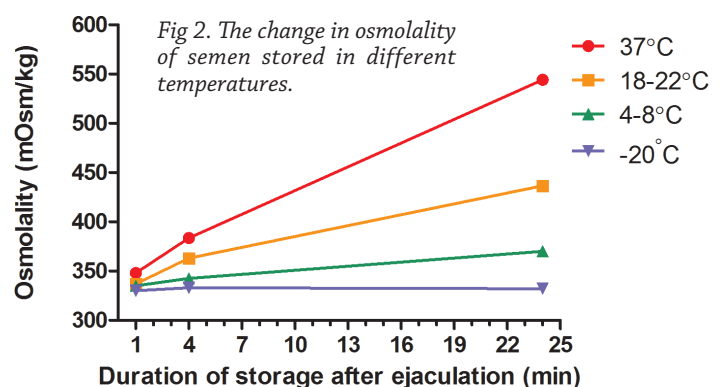 Fig 2. The change in osmolality
of semen stored in different
temperatures.
37°C
18-22°C
4-8°C
-20°C
Osmolality (mOsm/kg)
600
550
500
450
400
350
300
1 4 7 10 13 16 19 22 25
Duration of storage after ejaculation (min)